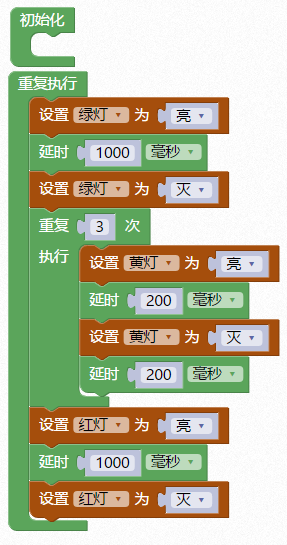 初始化
重复执行
设置 绿灯 为 亮
延时 1000 毫秒
设置 绿灯 为 灭
重复 3 次
执行 设置 黄灯 为 亮
延时 200 毫秒
设置 黄灯 为 灭
延时 200 毫秒
设置 红灯 为 亮
延时 1000 毫秒
设置 红灯 为 灭